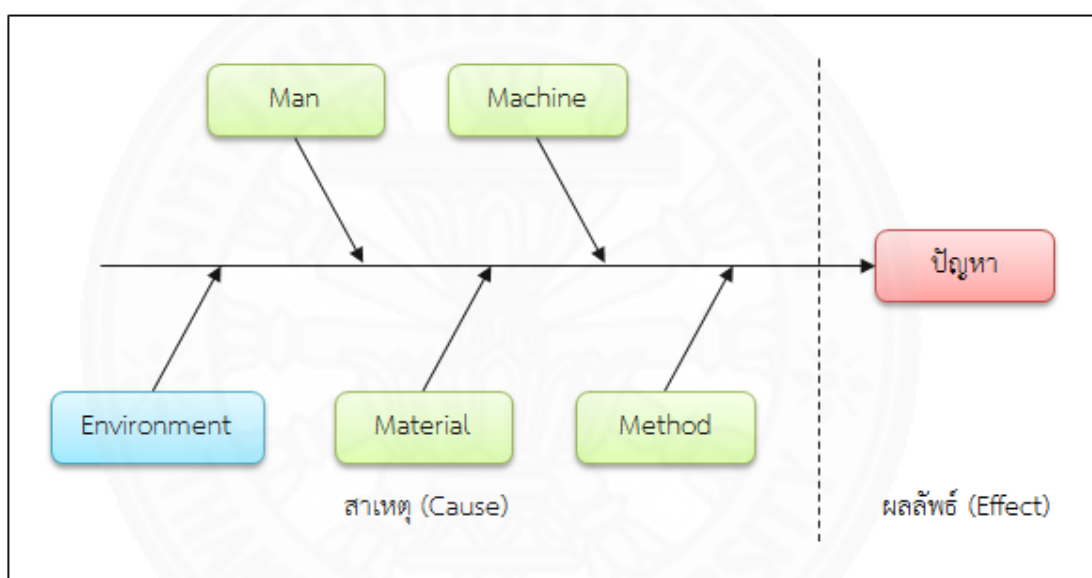 Man
Machine
ปัญหา
Environment
Material
Method
สาเหตุ (Cause)
ผลลัพธ์ (Effect)